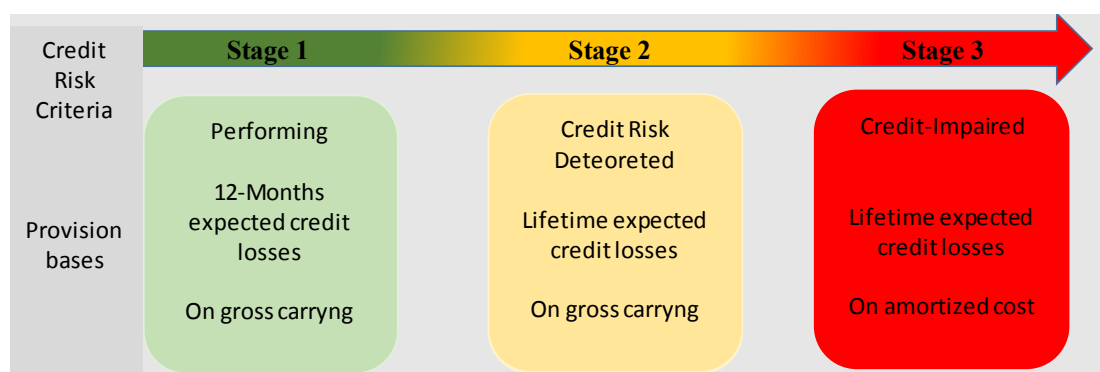 Credit
Risk
Criteria
Stage 1
Stage 2
Stage 3
Performing
Credit Risk
Deteoreted
Credit-Impaired
Provision
bases
12-Months
expected credit
losses
Lifetime expected
credit losses
Lifetime expected
credit losses
On gross carryng
On gross carryng
On amortized cost